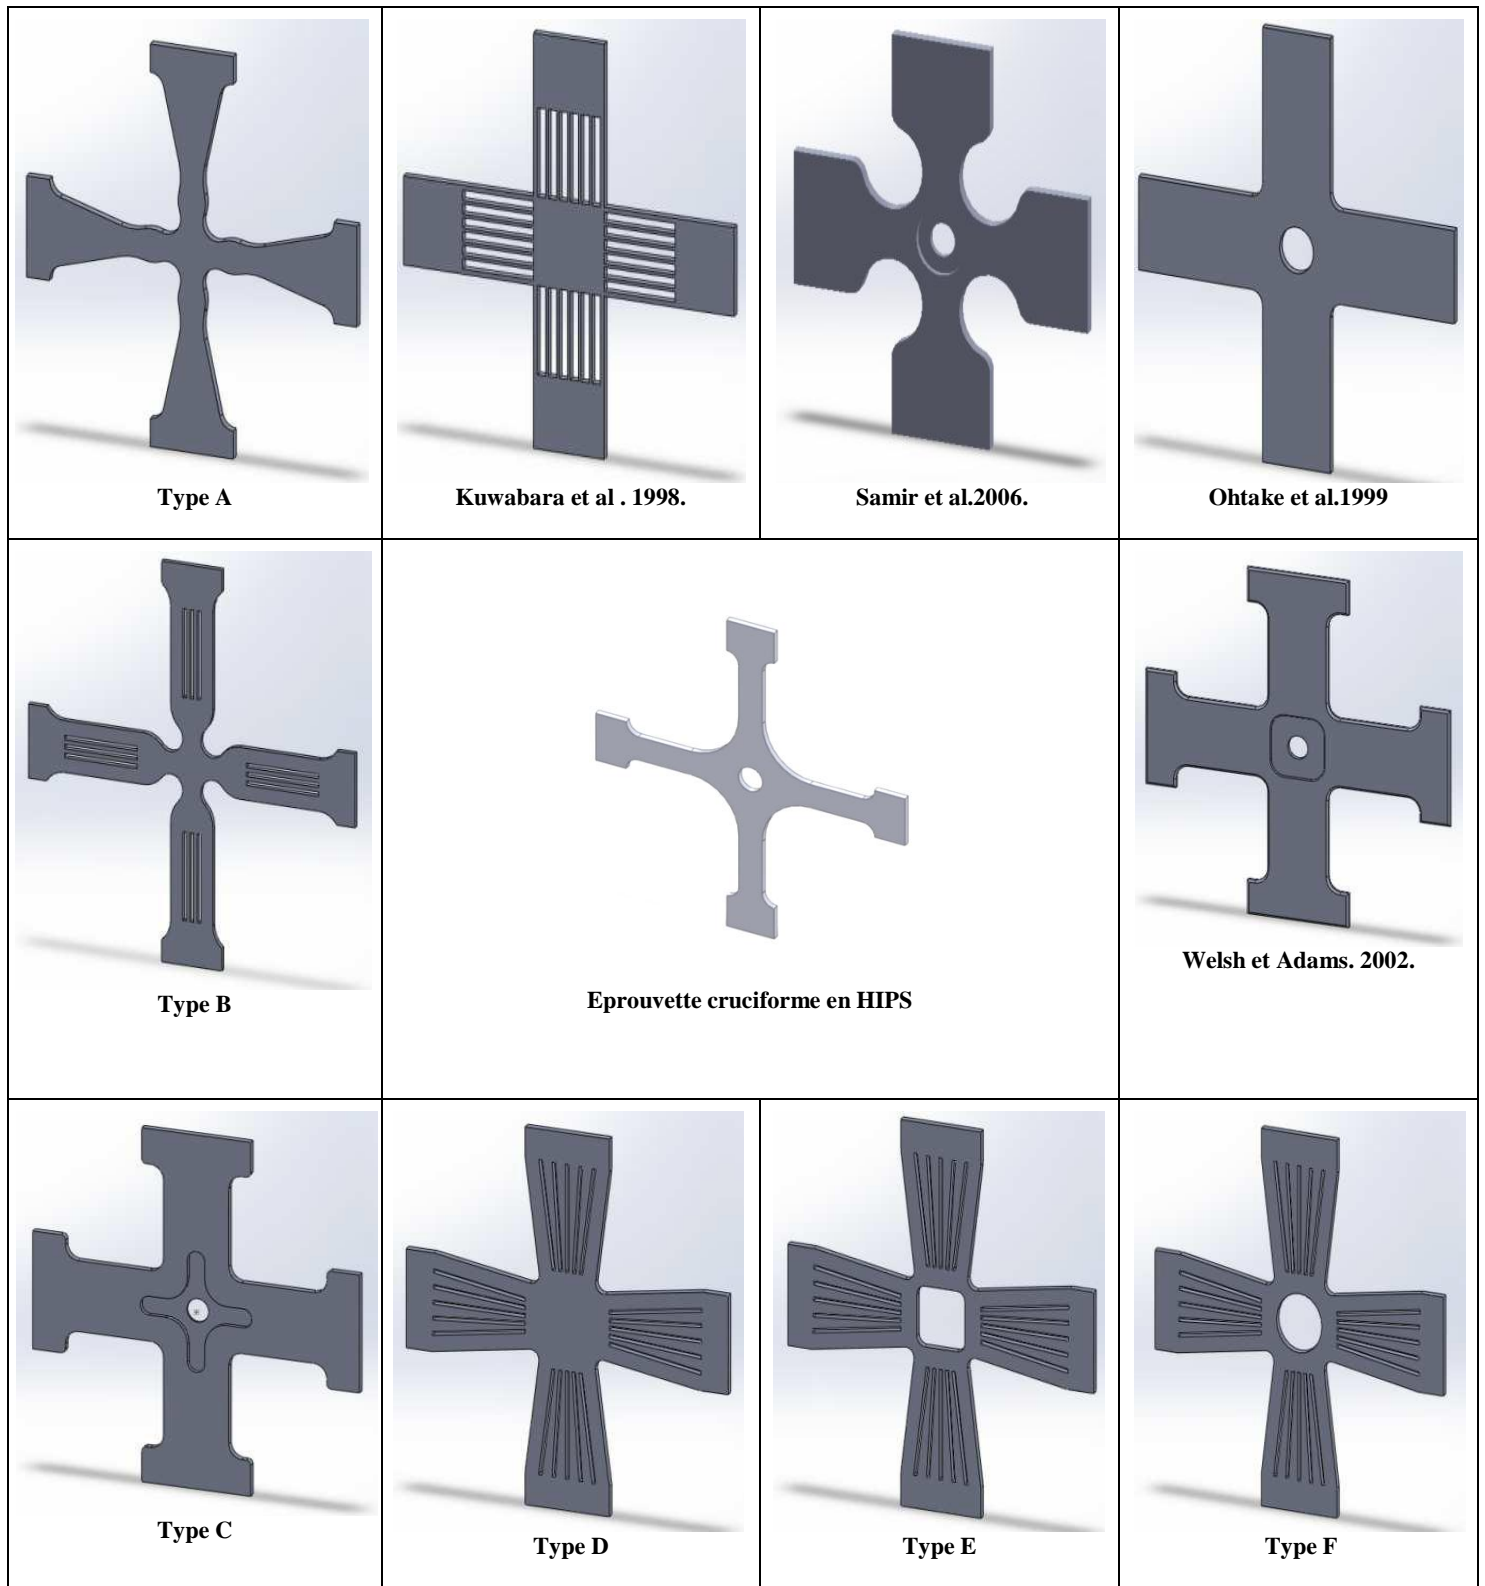 Type A
Kuwabara et al . 1998.
Samir et al.2006.
Ohtake et al.1999
Type B
Eprouvette cruciforme en HIPS
Welsh et Adams. 2002.
Type C
Type D
Type E
Type F